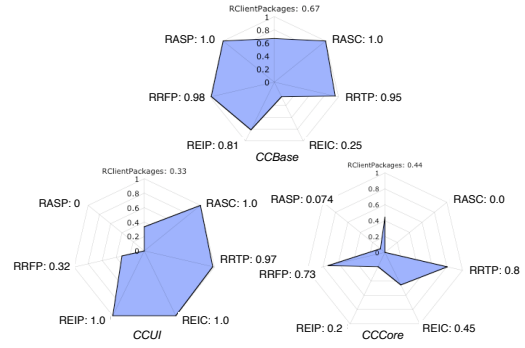 RClientPackages: 0.67
1
RASP: 1.0
RASC: 1.0
0.8
0.6
0.4
0.2
0
RRFP: 0.98
RRTP: 0.95
REIP: 0.81
REIC: 0.25
CCBase
RClientPackages: 0.33
1
RASP: 0
RASC: 1.0
0.8
0.6
0.4
0.2
0
RRFP: 0.32
RRTP: 0.97
REIP: 1.0
REIC: 1.0
CCUI
RClientPackages: 0.44
1
RASP: 0.074
RASC: 0.0
0.8
0.6
0.4
0.2
0
RRFP: 0.73
RRTP: 0.8
REIP: 0.2
REIC: 0.45
CCCore